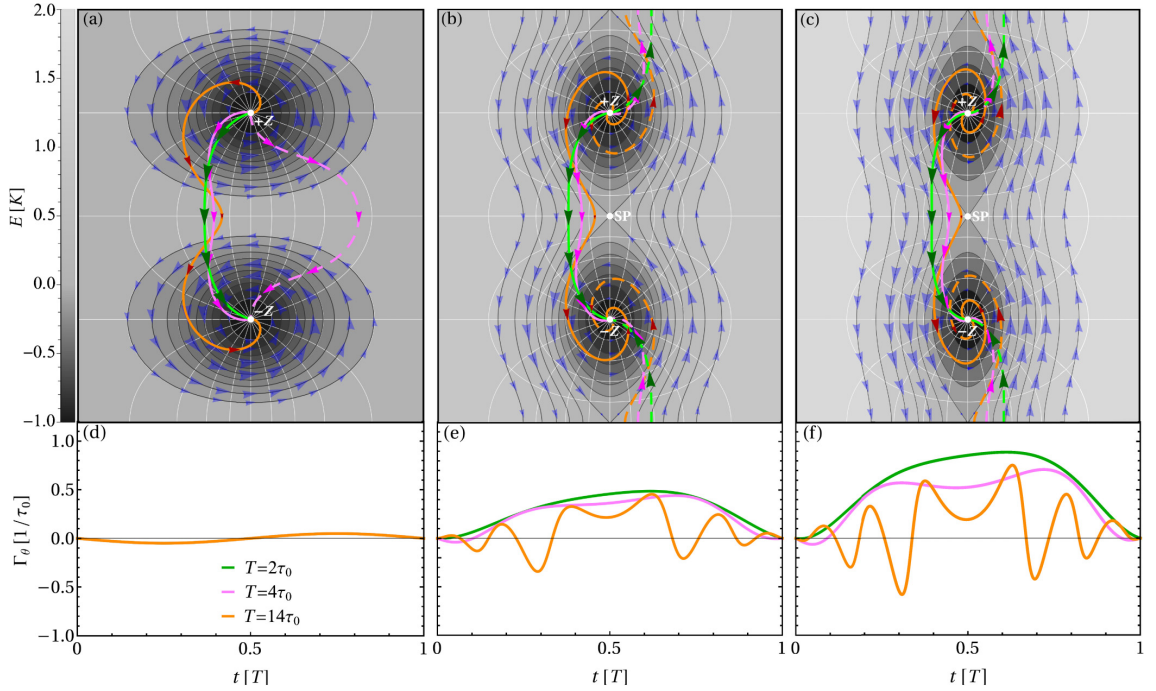 (a)
(b)
(c)
2.0
1.5
1.0
0.5
0.0
−0.5
−1.0
E [K]
+Z
−Z
+Z
SP
−Z
+Z
SP
−Z
(d)
(e)
(f)
1.0
0.5
0.0
−0.5
−1.0
Γθ [1/τ0]
T=2τ0
T=4τ0
T=14τ0
0 0.5 1
0 0.5 1
0 0.5 1
t [T]
t [T]
t [T]